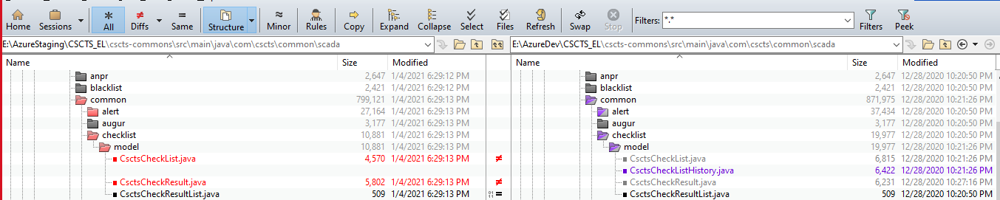 Home Sessions All Diffs Same Structure Minor Rules Copy Expand Collapse Select Files Refresh Swap Stop Filters: *.* Filters Peek
E:\AzureStaging\CSCTS_EL\cscts-commons\src\main\java\com\cscts\common\scada E:\AzureDev\CSCTS_EL\cscts-commons\src\main\java\com\cscts\common\scada
Name Size Modified Name Size Modified
anpr 2,647 1/4/2021 6:29:12 PM anpr 2,647 12/28/2020 10:20:50 PM
blacklist 2,421 1/4/2021 6:29:12 PM blacklist 2,421 12/28/2020 10:20:50 PM
common 799,121 1/4/2021 6:29:13 PM common 871,975 12/28/2020 10:21:26 PM
alert 27,164 1/4/2021 6:29:13 PM alert 37,434 12/28/2020 10:20:50 PM
augur 3,177 1/4/2021 6:29:13 PM augur 3,177 12/28/2020 10:20:50 PM
checklist 10,881 1/4/2021 6:29:13 PM checklist 19,977 12/28/2020 10:21:26 PM
model 10,881 1/4/2021 6:29:13 PM model 19,977 12/28/2020 10:21:26 PM
CsctsCheckList.java 4,570 1/4/2021 6:29:13 PM ≠ CsctsCheckList.java 6,815 12/28/2020 10:21:26 PM
CsctsCheckListHistory.java 6,422 12/28/2020 10:21:26 PM
CsctsCheckResult.java 5,802 1/4/2021 6:29:13 PM ≠ CsctsCheckResult.java 6,231 12/28/2020 10:27:16 PM
CsctsCheckResultList.java 509 1/4/2021 6:29:13 PM = CsctsCheckResultList.java 509 12/28/2020 10:20:50 PM